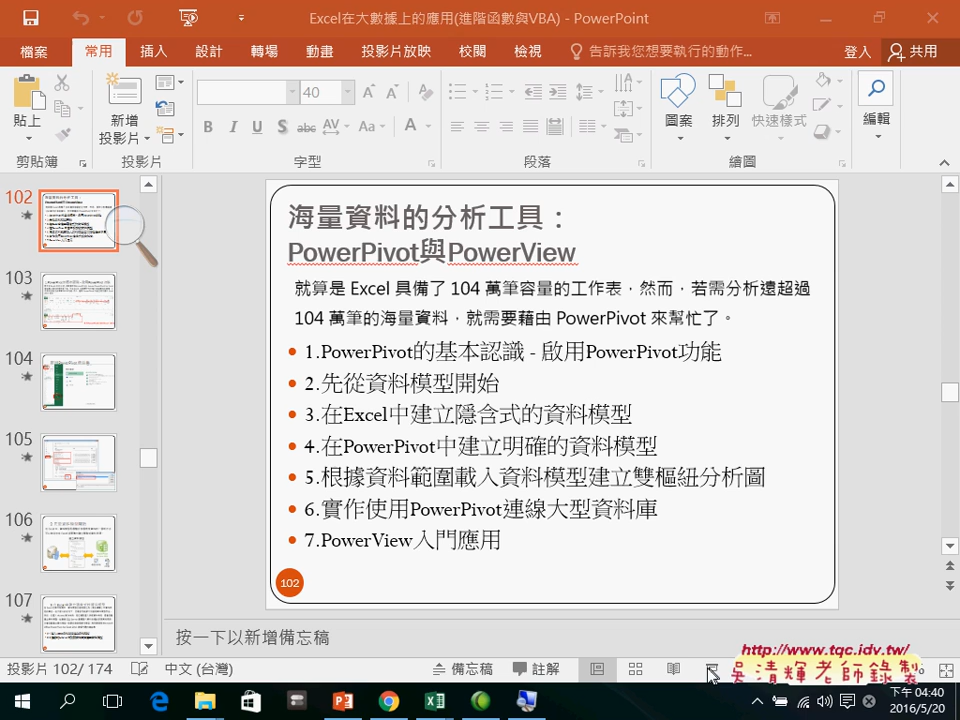 Excel在大數據上的應用(進階函數與VBA) - PowerPoint
檔案 常用 插入 設計 轉場 動畫 投影片放映 校閱 檢視 告訴我您想要執行的動作... 登入 共用
40
貼上 新增投影片 B I U S abc AV Aa A 圖案 排列 快速樣式 編輯
剪貼簿 投影片 字型 段落 繪圖
102
103
104
105
106
107
海量資料的分析工具：
PowerPivot與PowerView
就算是 Excel 具備了 104 萬筆容量的工作表，然而，若需分析遠超過
104 萬筆的海量資料，就需要藉由 PowerPivot 來幫忙了。
1.PowerPivot的基本認識 - 啟用PowerPivot功能
2.先從資料模型開始
3.在Excel中建立隱含式的資料模型
4.在PowerPivot中建立明確的資料模型
5.根據資料範圍載入資料模型建立雙樞紐分析圖
6.實作使用PowerPivot連線大型資料庫
7.PowerView入門應用
102
按一下以新增備忘稿
投影片 102/ 174 中文 (台灣) 備忘稿 註解
http://www.tqc.idv.tw/
吳清輝老師錄製
下午 04:40
2016/5/20